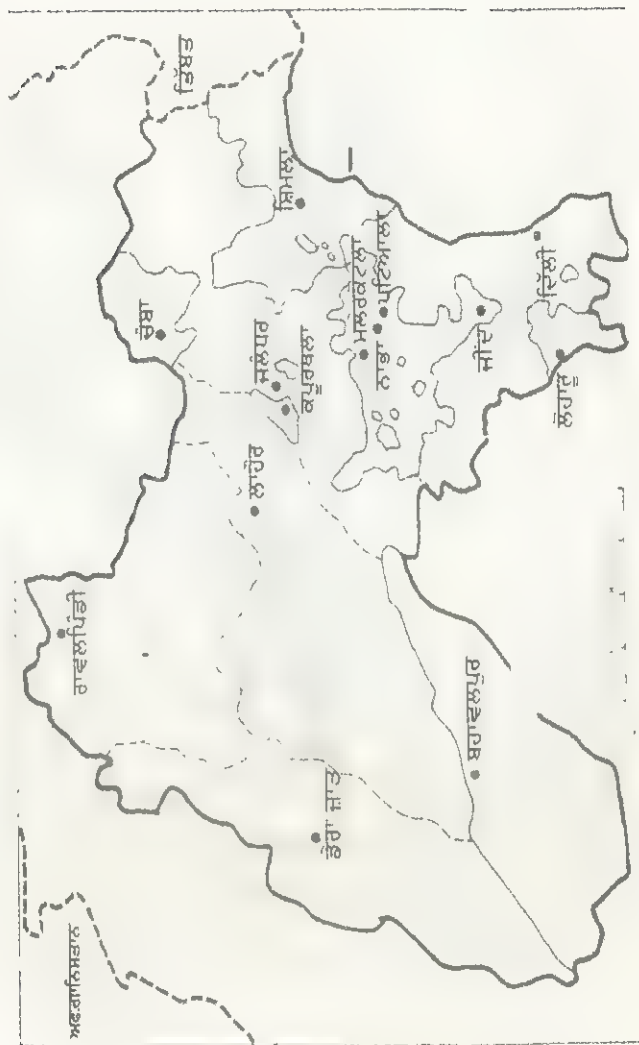 ਅਫ਼ਗਾਨਿਸਤਾਨ
ਤਿੱਬਤ
ਰਾਵਲਪਿੰਡੀ
ਚੰਬਾ
ਲਾਹੌਰ
ਜਲੰਧਰ
ਕਪੂਰਥਲਾ
ਸ਼ਿਮਲਾ
ਡੇਰਾ ਜਾਤ
ਮਲੇਰਕੋਟਲਾ
ਨਾਭਾ
ਪਟਿਆਲਾ
ਬਹਾਵਲਪੁਰ
ਜੀਂਦ
ਦਿੱਲੀ
ਲੋਹਾਰੂ